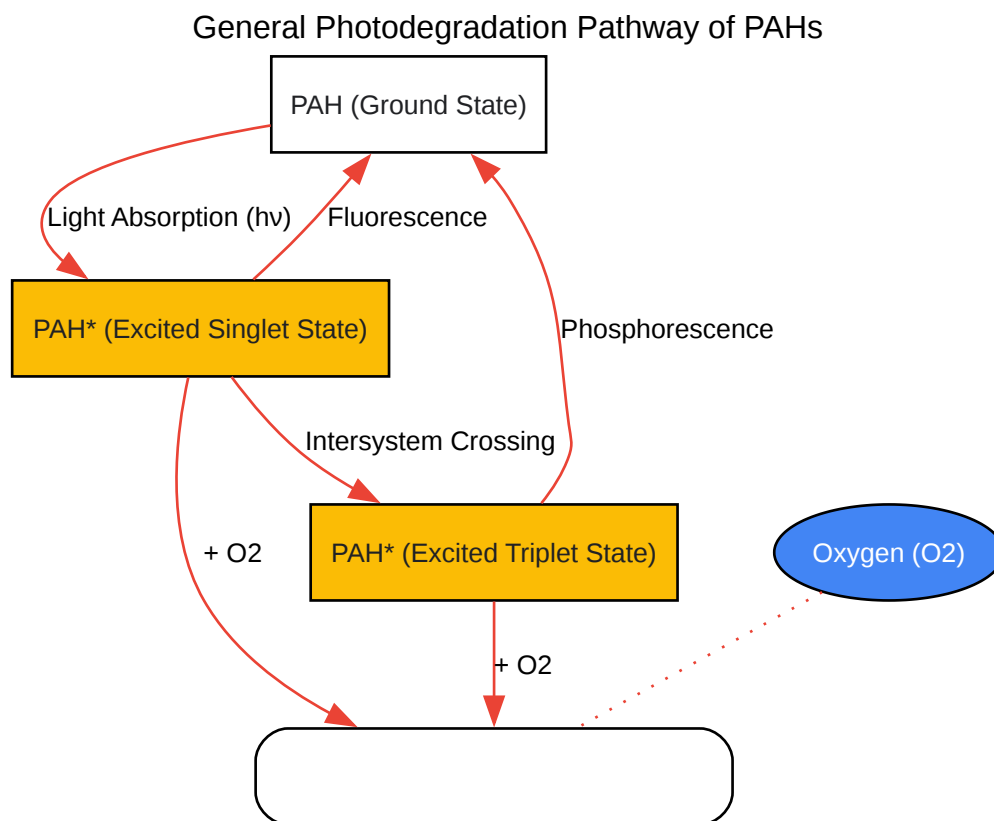 General Photodegradation Pathway of PAHs
PAH (Ground State)
Light Absorption (hν)
Fluorescence
PAH* (Excited Singlet State)
Phosphorescence
Intersystem Crossing
+ O2
PAH* (Excited Triplet State)
Oxygen (O2)
+ O2